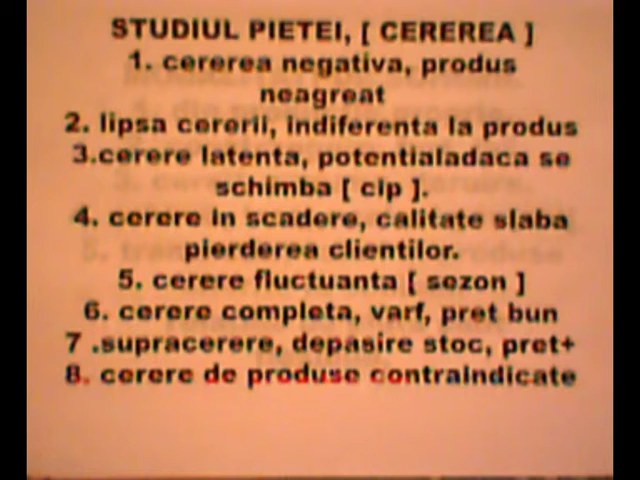 STUDIUL PIETEI, [ CEREREA ]
1. cererea negativa, produs
neagreat
2. lipsa cererii, indiferenta la produs
3.cerere latenta, potentialadaca se
schimba [ cip ].
4. cerere in scadere, calitate slaba
pierderea clientilor.
5. cerere fluctuanta [ sezon ]
6. cerere completa, varf, pret bun
7 .supracerere, depasire stoc, pret+
8. cerere de produse contraindicate